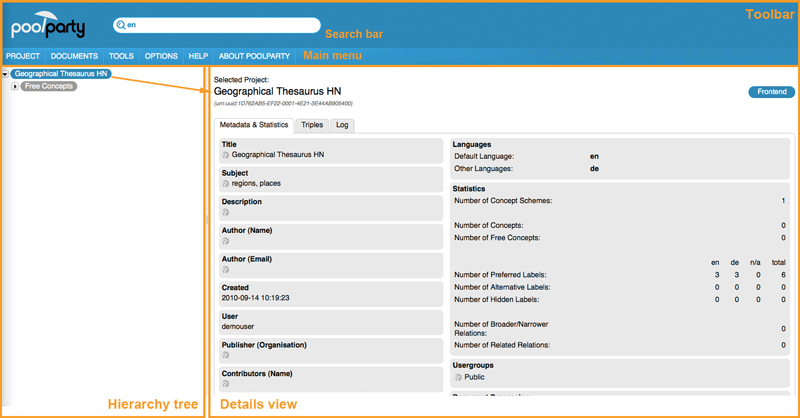 poolparty
en
Search bar
Toolbar
PROJECT DOCUMENTS TOOLS OPTIONS HELP ABOUT POOLPARTY
Main menu
Geographical Thesaurus HN
Free Concepts
Hierarchy tree
Selected Project:
Geographical Thesaurus HN
(urn:uuid:1D762AB5-EF22-0001-4E21-3E44AB905400)
Frontend
Metadata & Statistics Triples Log
Title
Geographical Thesaurus HN
Subject
regions, places
Description
Author (Name)
Author (Email)
Created
2010-09-14 10:19:23
User
demouser
Publisher (Organisation)
Contributors (Name)
Languages
Default Language: en
Other Languages: de
Statistics
Number of Concept Schemes: 1
Number of Concepts: 0
Number of Free Concepts: 0
en de n/a total
Number of Preferred Labels: 3 3 0 6
Number of Alternative Labels: 0 0 0 0
Number of Hidden Labels: 0 0 0 0
Number of Broader/Narrower
Relations: 0
Number of Related Relations: 0
Usergroups
Public
Details view